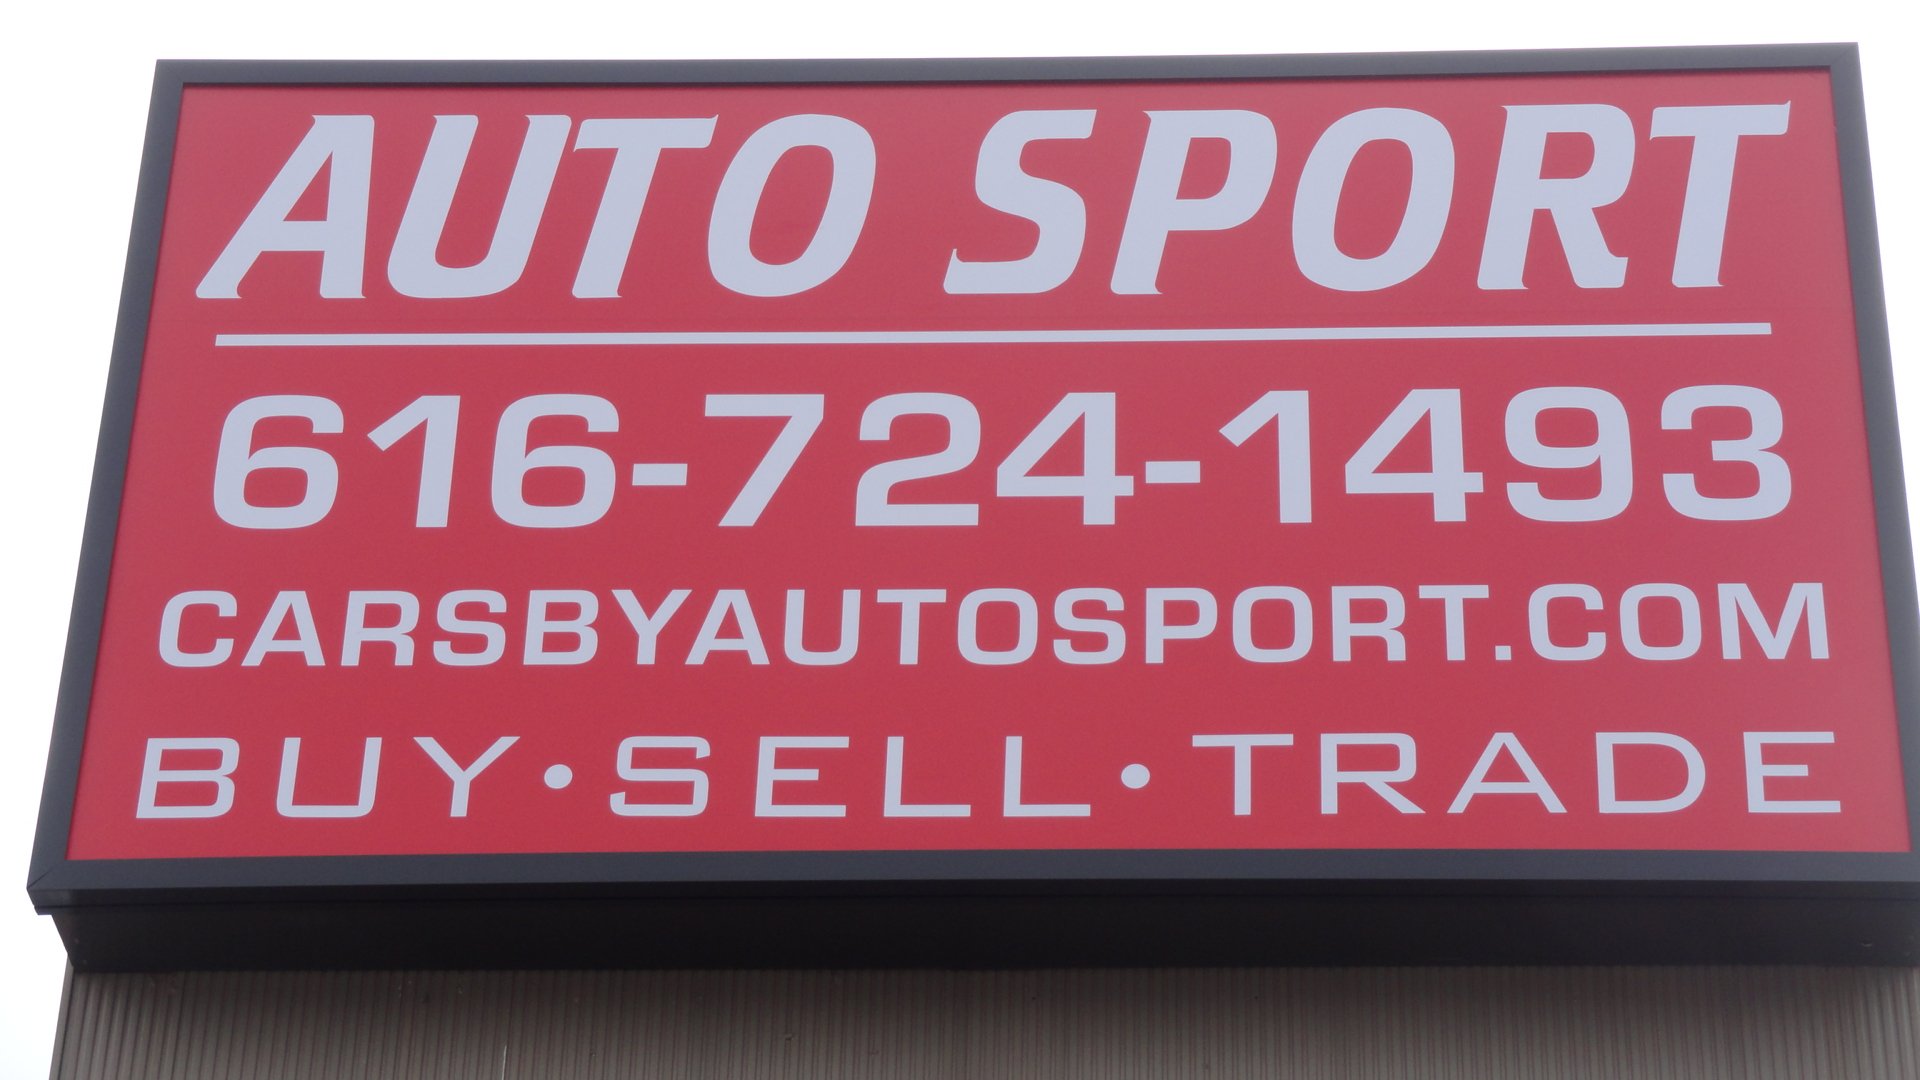 AUTO SPORT
616-724-1493
CARSBYAUTOSPORT.COM
BUY•SELL•TRADE